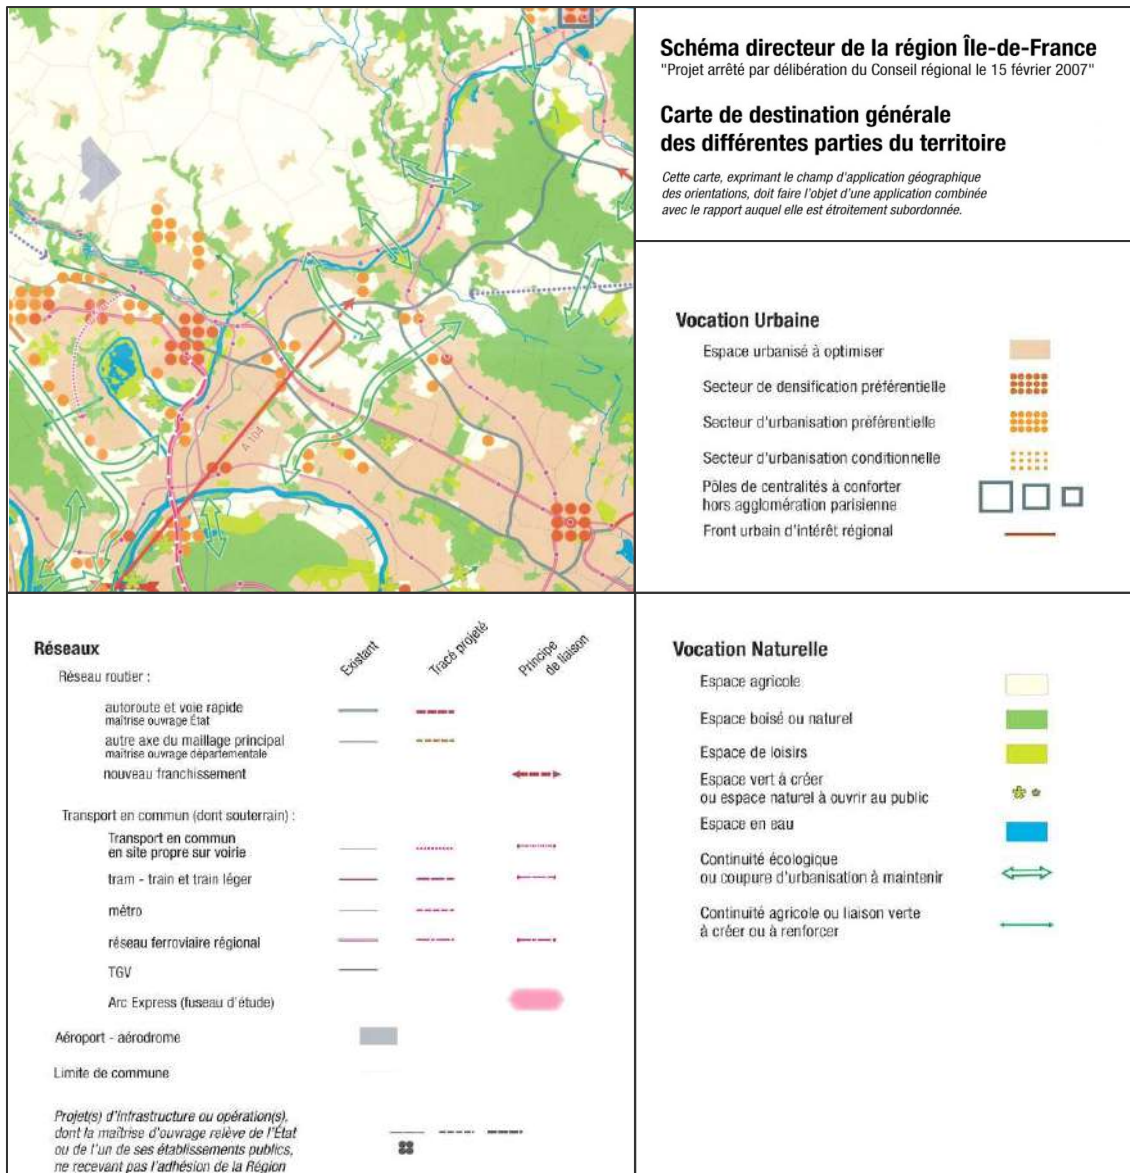 A 104
Schéma directeur de la région Île-de-France
"Projet arrêté par délibération du Conseil régional le 15 février 2007"
Carte de destination générale
des différentes parties du territoire
Cette carte, exprimant le champ d'application géographique
des orientations, doit faire l'objet d'une application combinée
avec le rapport auquel elle est étroitement subordonnée.
Vocation Urbaine
Espace urbanisé à optimiser
Secteur de densification préférentielle
Secteur d'urbanisation préférentielle
Secteur d'urbanisation conditionnelle
Pôles de centralités à conforter
hors agglomération parisienne
Front urbain d'intérêt régional
Réseaux
Existant
Tracé projeté
Principe
de liaison
Réseau routier :
autoroute et voie rapide
maîtrise ouvrage État
autre axe du maillage principal
maîtrise ouvrage départementale
nouveau franchissement
Transport en commun (dont souterrain) :
Transport en commun
en site propre sur voirie
tram - train et train léger
métro
réseau ferroviaire régional
TGV
Arc Express (fuseau d'étude)
Aéroport - aérodrome
Limite de commune
Projet(s) d'infrastructure ou opération(s),
dont la maîtrise d'ouvrage relève de l'État
ou de l'un de ses établissements publics,
ne recevant pas l'adhésion de la Région
Vocation Naturelle
Espace agricole
Espace boisé ou naturel
Espace de loisirs
Espace vert à créer
ou espace naturel à ouvrir au public
Espace en eau
Continuité écologique
ou coupure d'urbanisation à maintenir
Continuité agricole ou liaison verte
à créer ou à renforcer